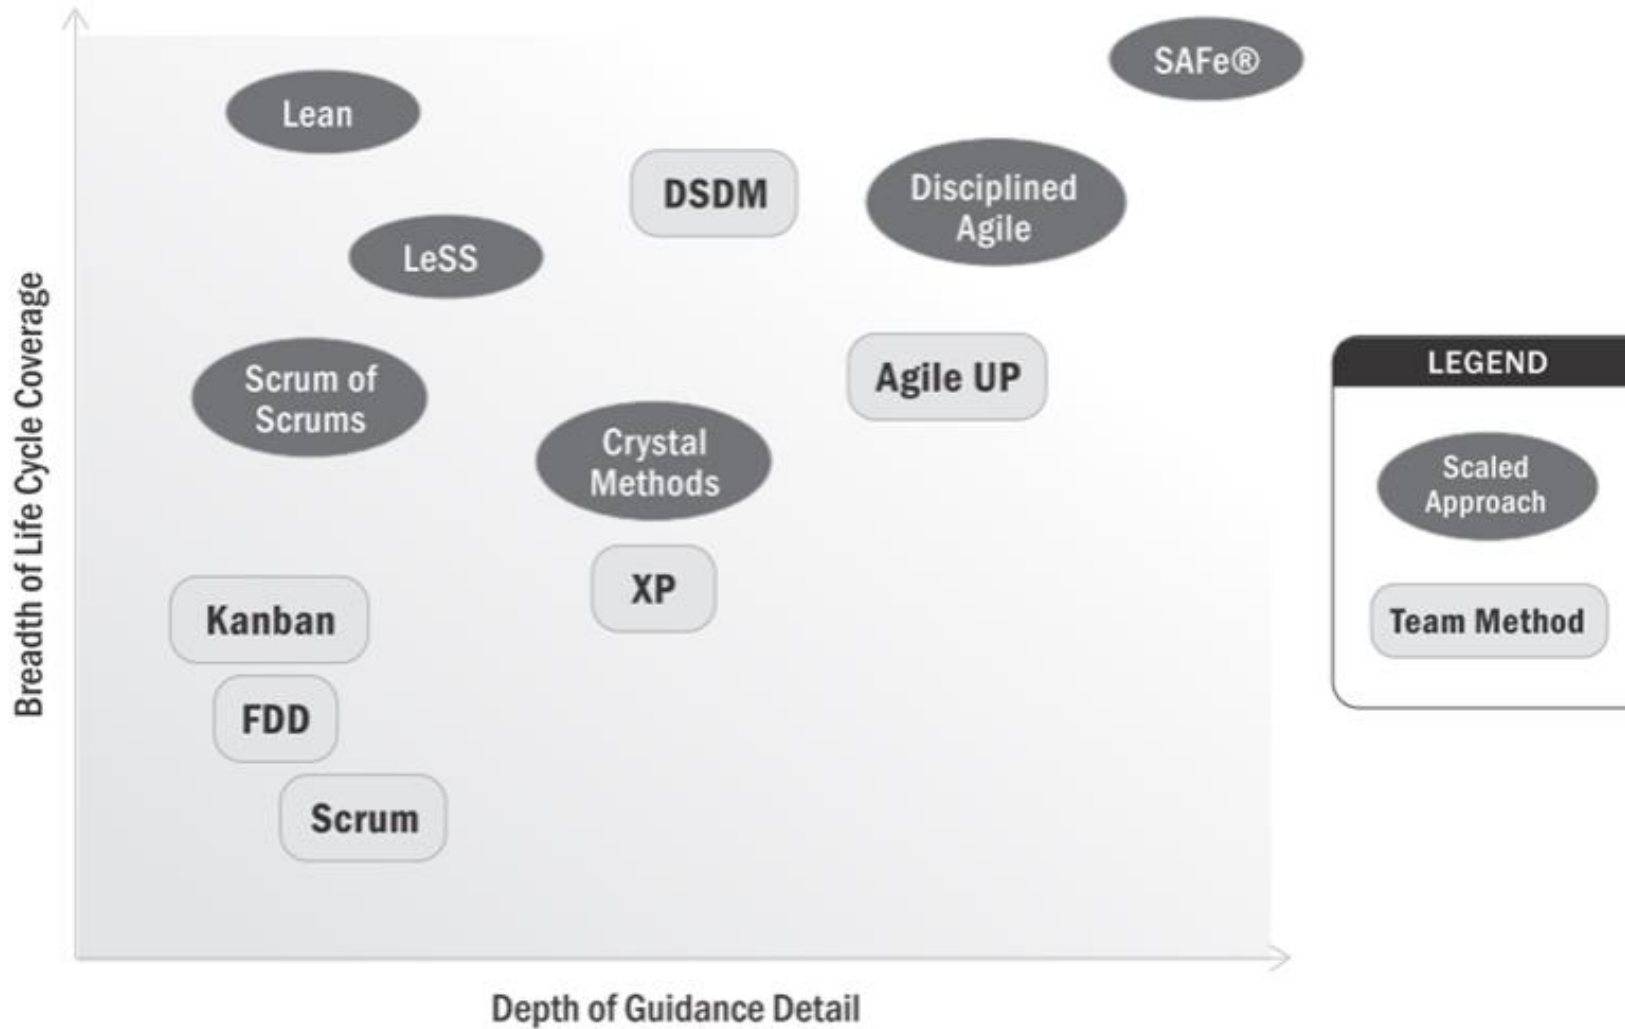 SAFe®
Lean
DSDM
Disciplined
Agile
LeSS
Scrum of
Scrums
Agile UP
Crystal
Methods
XP
Kanban
FDD
Scrum
Breadth of Life Cycle Coverage
Depth of Guidance Detail
LEGEND
Scaled
Approach
Team Method